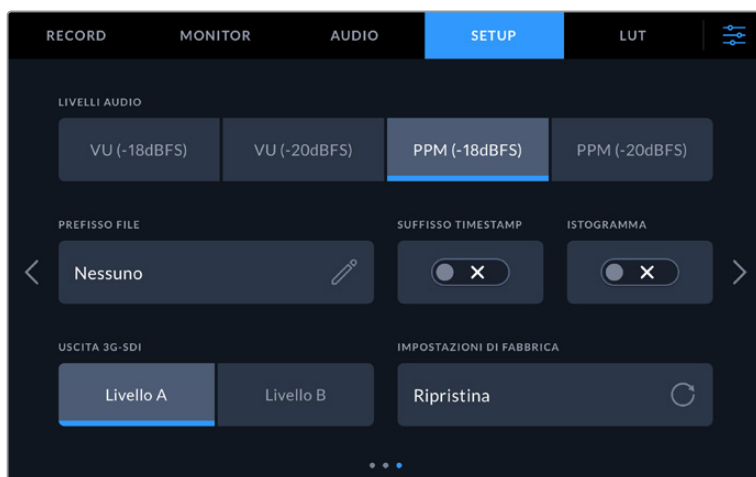 RECORD MONITOR AUDIO SETUP LUT
LIVELLI AUDIO
VU (-18dBFS) VU (-20dBFS) PPM (-18dBFS) PPM (-20dBFS)
PREFISSO FILE SUFFISSO TIMESTAMP ISTOGRAMMA
Nessuno
USCITA 3G-SDI IMPOSTAZIONI DI FABBRICA
Livello A Livello B Ripristina